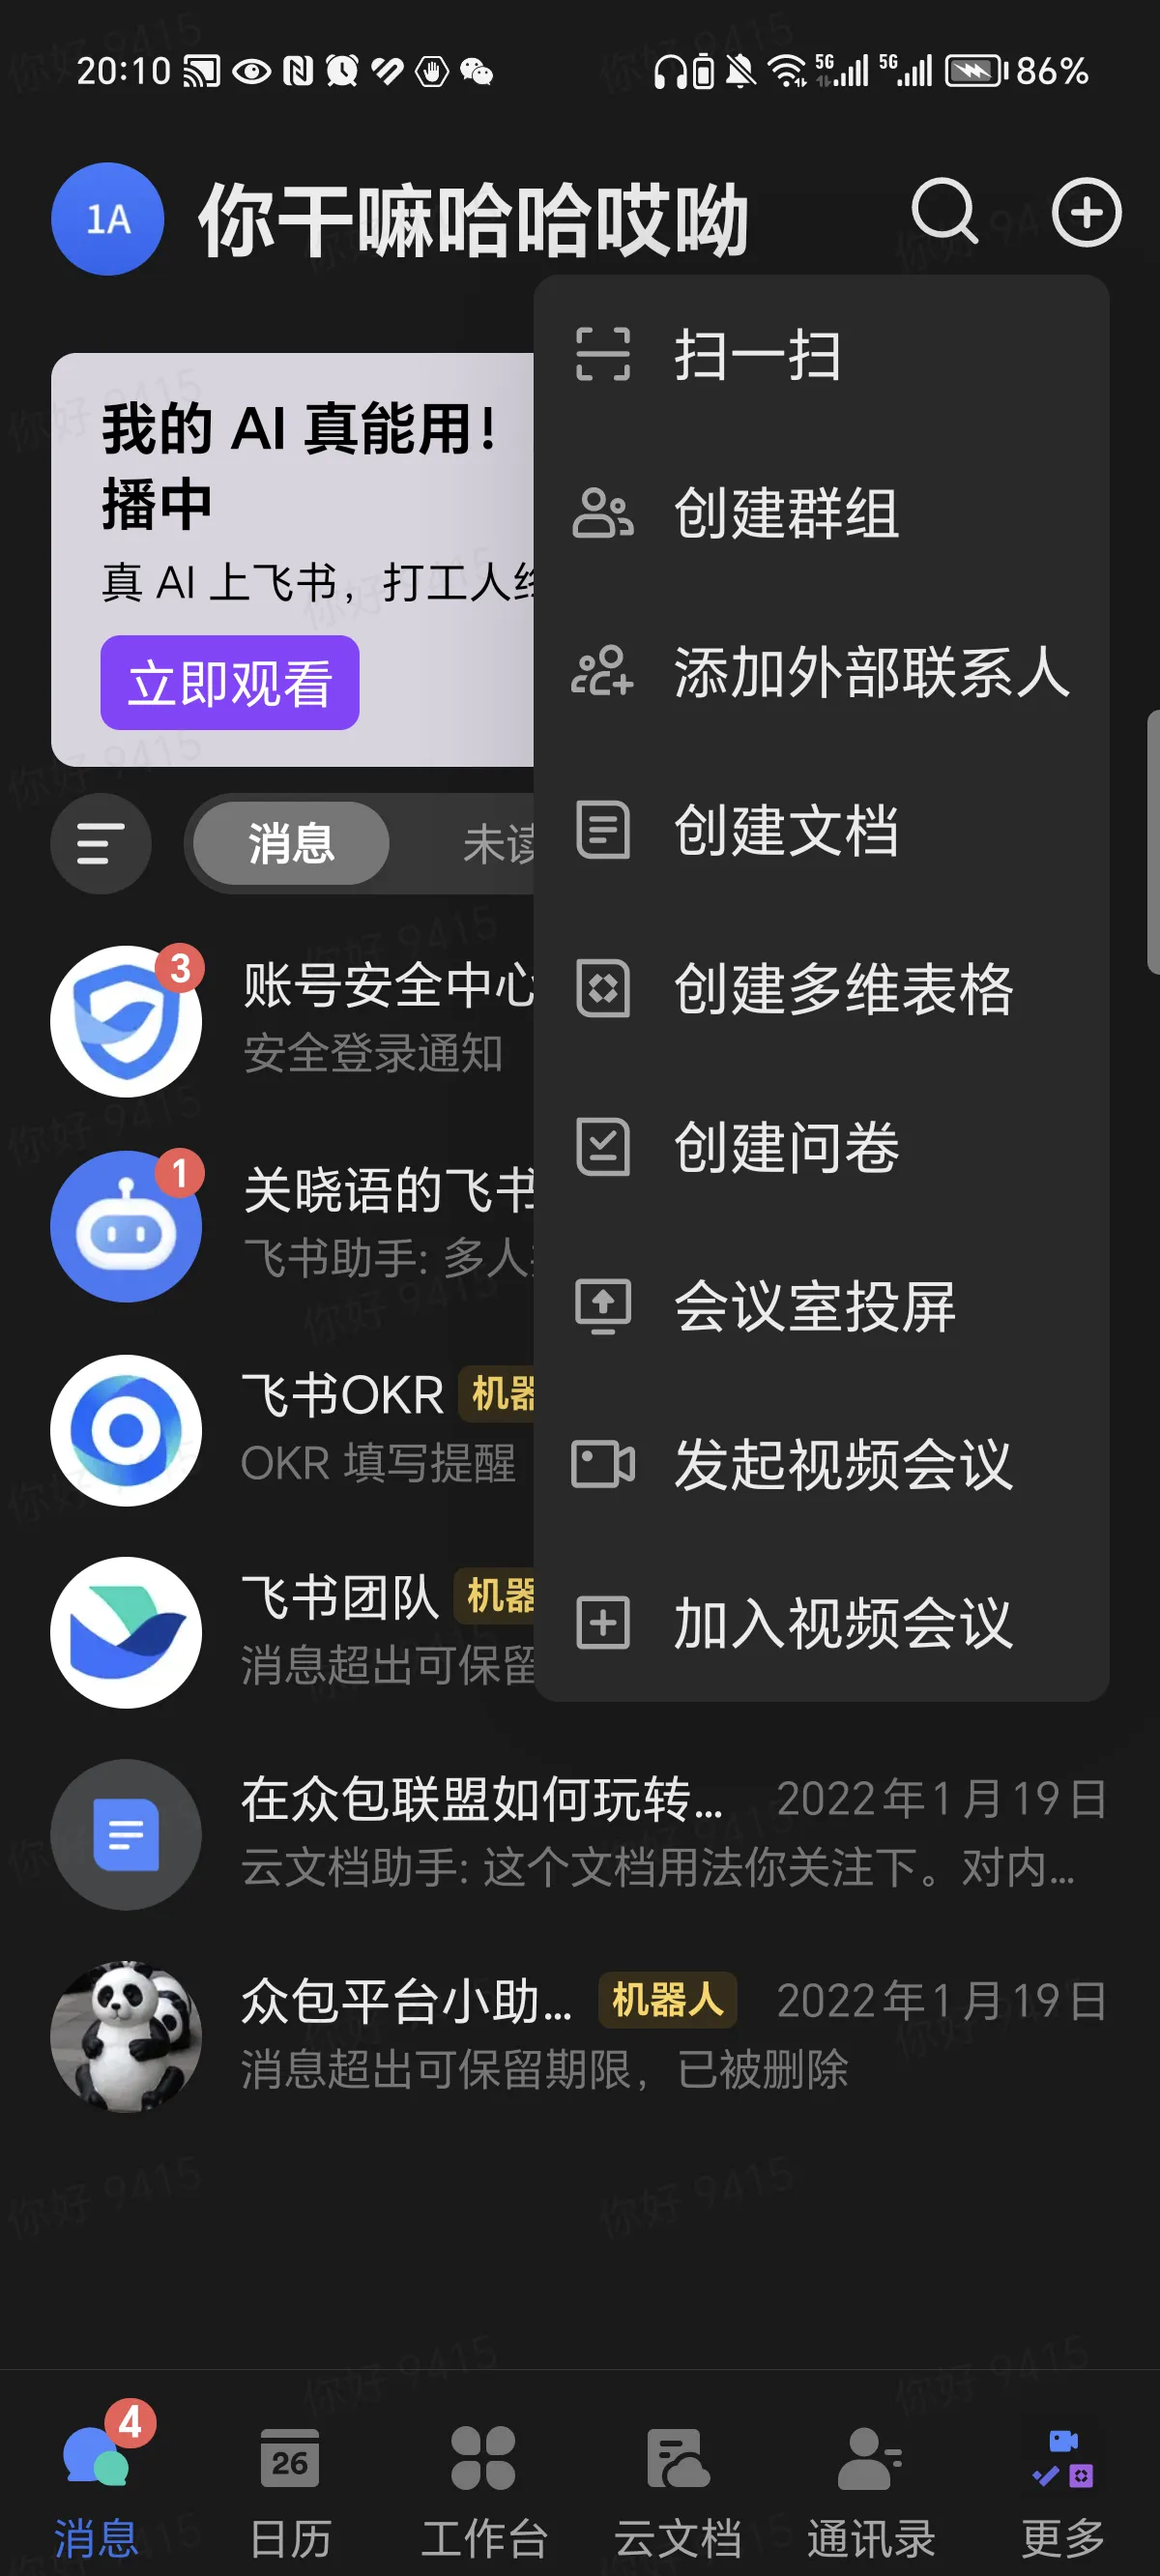 20:10
5G
5G
86%
1A
你干嘛哈哈哎呦
扫一扫
创建群组
添加外部联系人
创建文档
创建多维表格
创建问卷
会议室投屏
发起视频会议
加入视频会议
我的 AI 真能用！
播中
真 AI 上飞书，打工人
立即观看
消息
未读
3
账号安全中心
安全登录通知
1
关晓语的飞书
飞书助手: 多人
飞书OKR 机器
OKR 填写提醒
飞书团队 机器
消息超出可保留
在众包联盟如何玩转... 2022年1月19日
云文档助手: 这个文档用法你关注下。对内...
众包平台小助... 机器人 2022年1月19日
消息超出可保留期限，已被删除
4
26
消息
日历
工作台
云文档
通讯录
更多
你好 9415